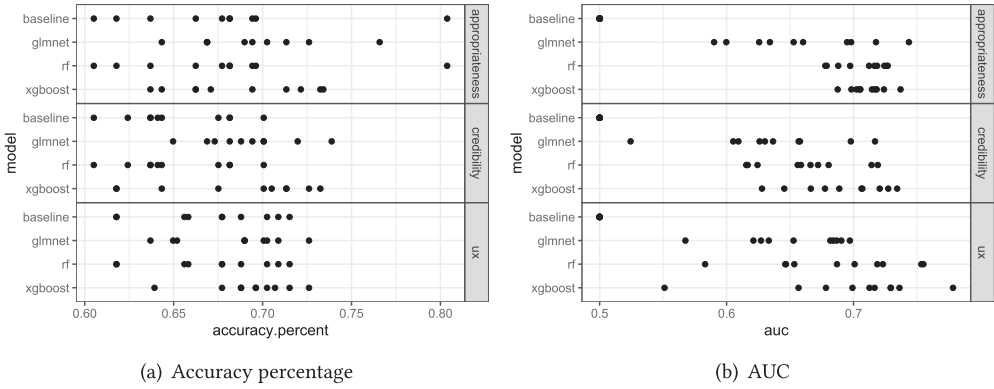 model
baseline
glmnet
rf
xgboost
appropriateness
baseline
glmnet
rf
xgboost
credibility
baseline
glmnet
rf
xgboost
ux
0.60 0.65 0.70 0.75 0.80
accuracy.percent
(a) Accuracy percentage
model
baseline
glmnet
rf
xgboost
appropriateness
baseline
glmnet
rf
xgboost
credibility
baseline
glmnet
rf
xgboost
ux
0.5 0.6 0.7
auc
(b) AUC